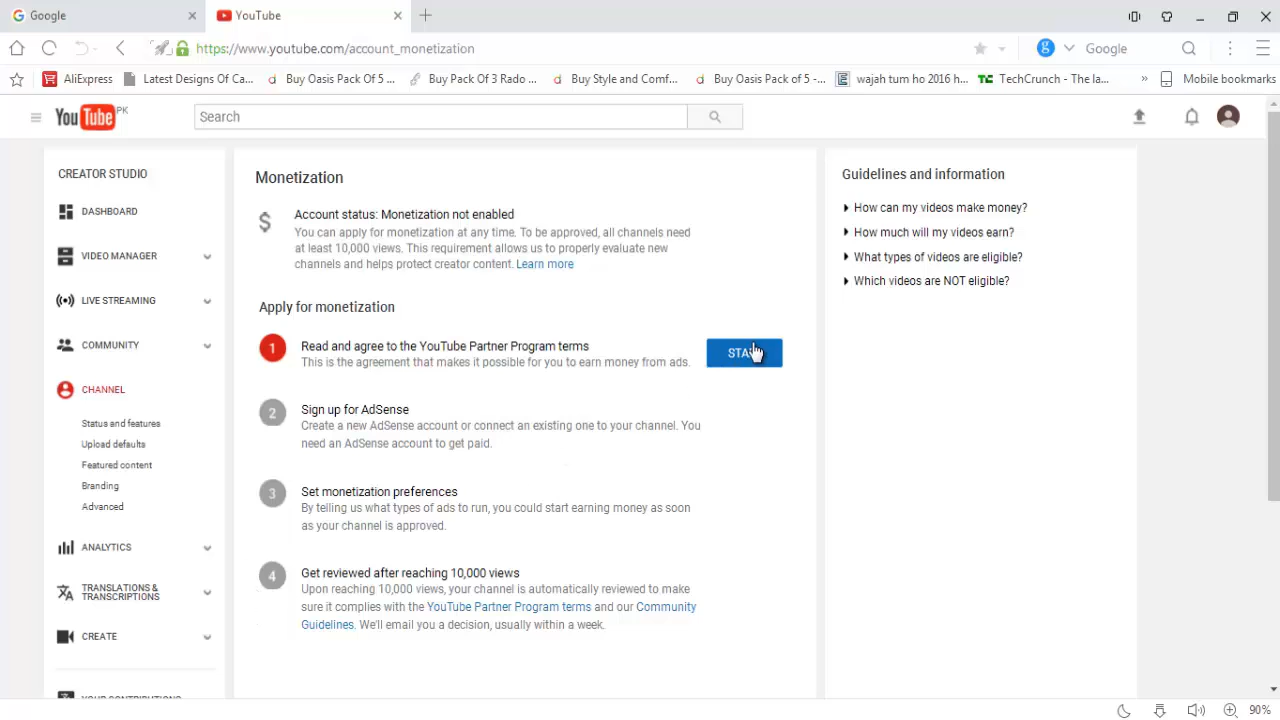 Google
YouTube
https://www.youtube.com/account_monetization
Google
AliExpress
Latest Designs Of Ca...
Buy Oasis Pack Of 5 ...
Buy Pack Of 3 Rado ...
Buy Style and Comf...
Buy Oasis Pack of 5 -...
wajah tum ho 2016 h...
TechCrunch - The la...
Mobile bookmarks
YouTube PK
Search
CREATOR STUDIO
DASHBOARD
VIDEO MANAGER
LIVE STREAMING
COMMUNITY
CHANNEL
Status and features
Upload defaults
Featured content
Branding
Advanced
ANALYTICS
TRANSLATIONS &
TRANSCRIPTIONS
CREATE
Monetization
Account status: Monetization not enabled
You can apply for monetization at any time. To be approved, all channels need
at least 10,000 views. This requirement allows us to properly evaluate new
channels and helps protect creator content. Learn more
Apply for monetization
1 Read and agree to the YouTube Partner Program terms
This is the agreement that makes it possible for you to earn money from ads.
2 Sign up for AdSense
Create a new AdSense account or connect an existing one to your channel. You
need an AdSense account to get paid.
3 Set monetization preferences
By telling us what types of ads to run, you could start earning money as soon
as your channel is approved.
4 Get reviewed after reaching 10,000 views
Upon reaching 10,000 views, your channel is automatically reviewed to make
sure it complies with the YouTube Partner Program terms and our Community
Guidelines. We'll email you a decision, usually within a week.
Guidelines and information
How can my videos make money?
How much will my videos earn?
What types of videos are eligible?
Which videos are NOT eligible?
90%